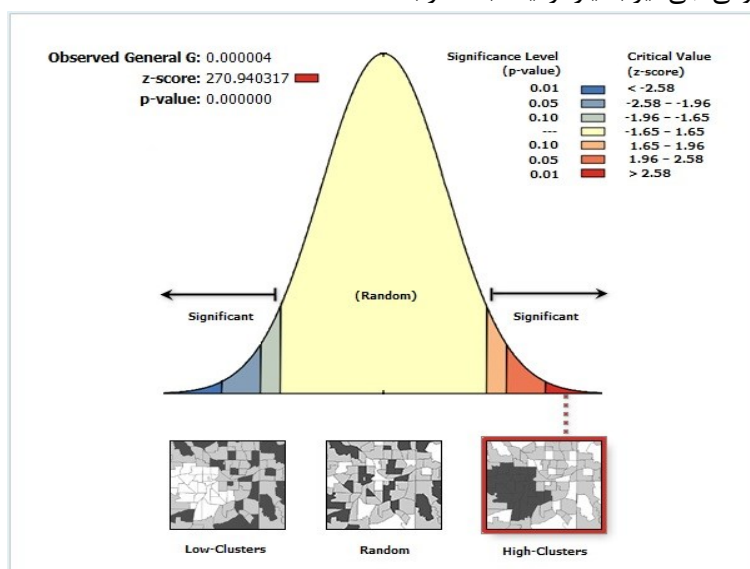 Observed General G: 0.000004
z-score: 270.940317
p-value: 0.000000
Significance Level
(p-value)
Critical Value
(z-score)
0.01 < -2.58
0.05 -2.58 - -1.96
0.10 -1.96 - -1.65
--- -1.65 - 1.65
0.10 1.65 - 1.96
0.05 1.96 - 2.58
0.01 > 2.58
(Random)
Significant
Significant
Low-Clusters
Random
High-Clusters